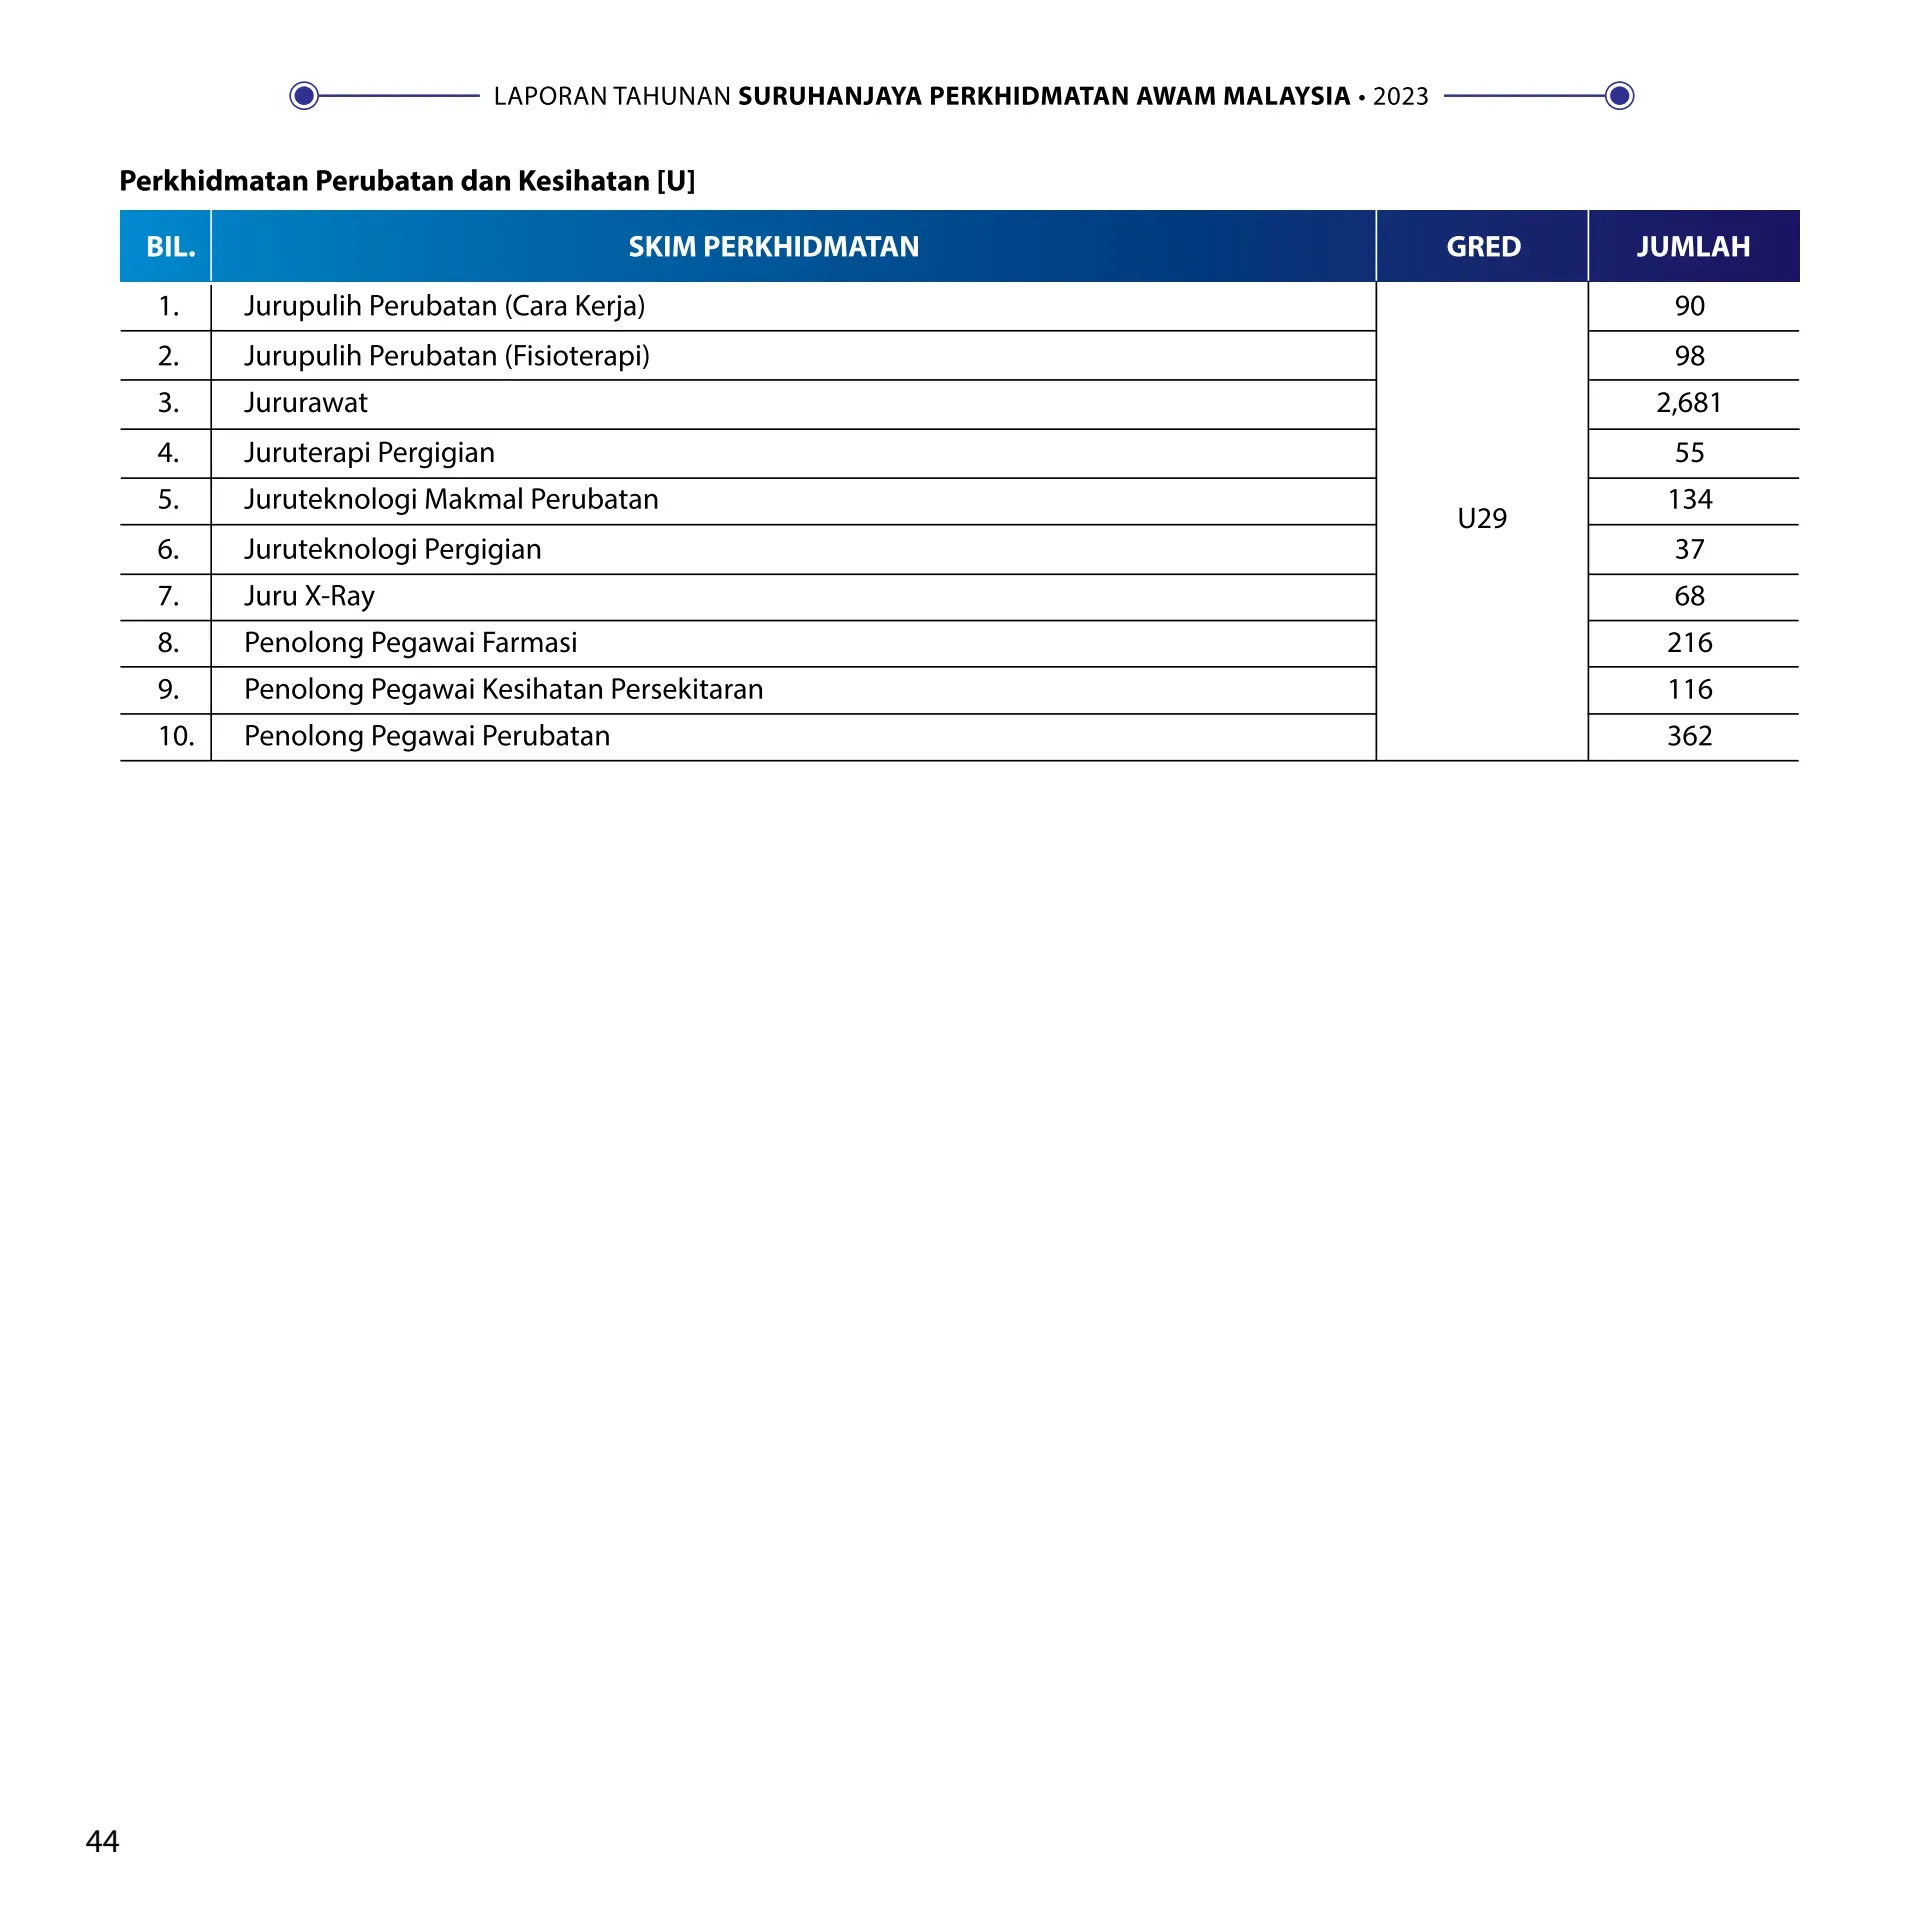 LAPORAN TAHUNAN SURUHANJAYA PERKHIDMATAN AWAM MALAYSIA • 2023
Perkhidmatan Perubatan dan Kesihatan [U]
BIL. SKIM PERKHIDMATAN GRED JUMLAH
1. Jurupulih Perubatan (Cara Kerja) 90
2. Jurupulih Perubatan (Fisioterapi) 98
3. Jururawat 2,681
4. Juruterapi Pergigian 55
5. Juruteknologi Makmal Perubatan 134
U29
6. Juruteknologi Pergigian 37
7. Juru X-Ray 68
8. Penolong Pegawai Farmasi 216
9. Penolong Pegawai Kesihatan Persekitaran 116
10. Penolong Pegawai Perubatan 362
44